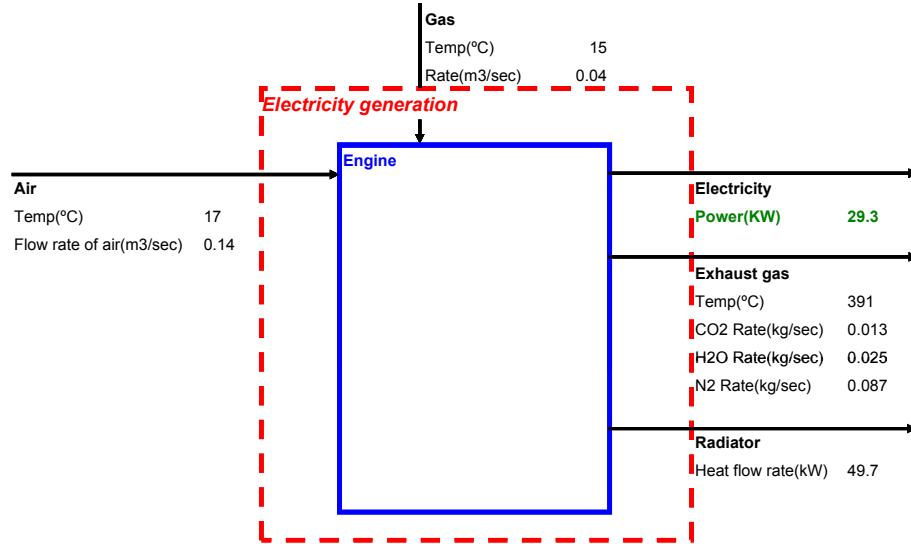 Gas
Temp(ºC) 15
Rate(m3/sec) 0.04
Electricity generation
Engine
Air
Temp(ºC) 17
Flow rate of air(m3/sec) 0.14
Electricity
Power(KW) 29.3
Exhaust gas
Temp(ºC) 391
CO2 Rate(kg/sec) 0.013
H2O Rate(kg/sec) 0.025
N2 Rate(kg/sec) 0.087
Radiator
Heat flow rate(kW) 49.7